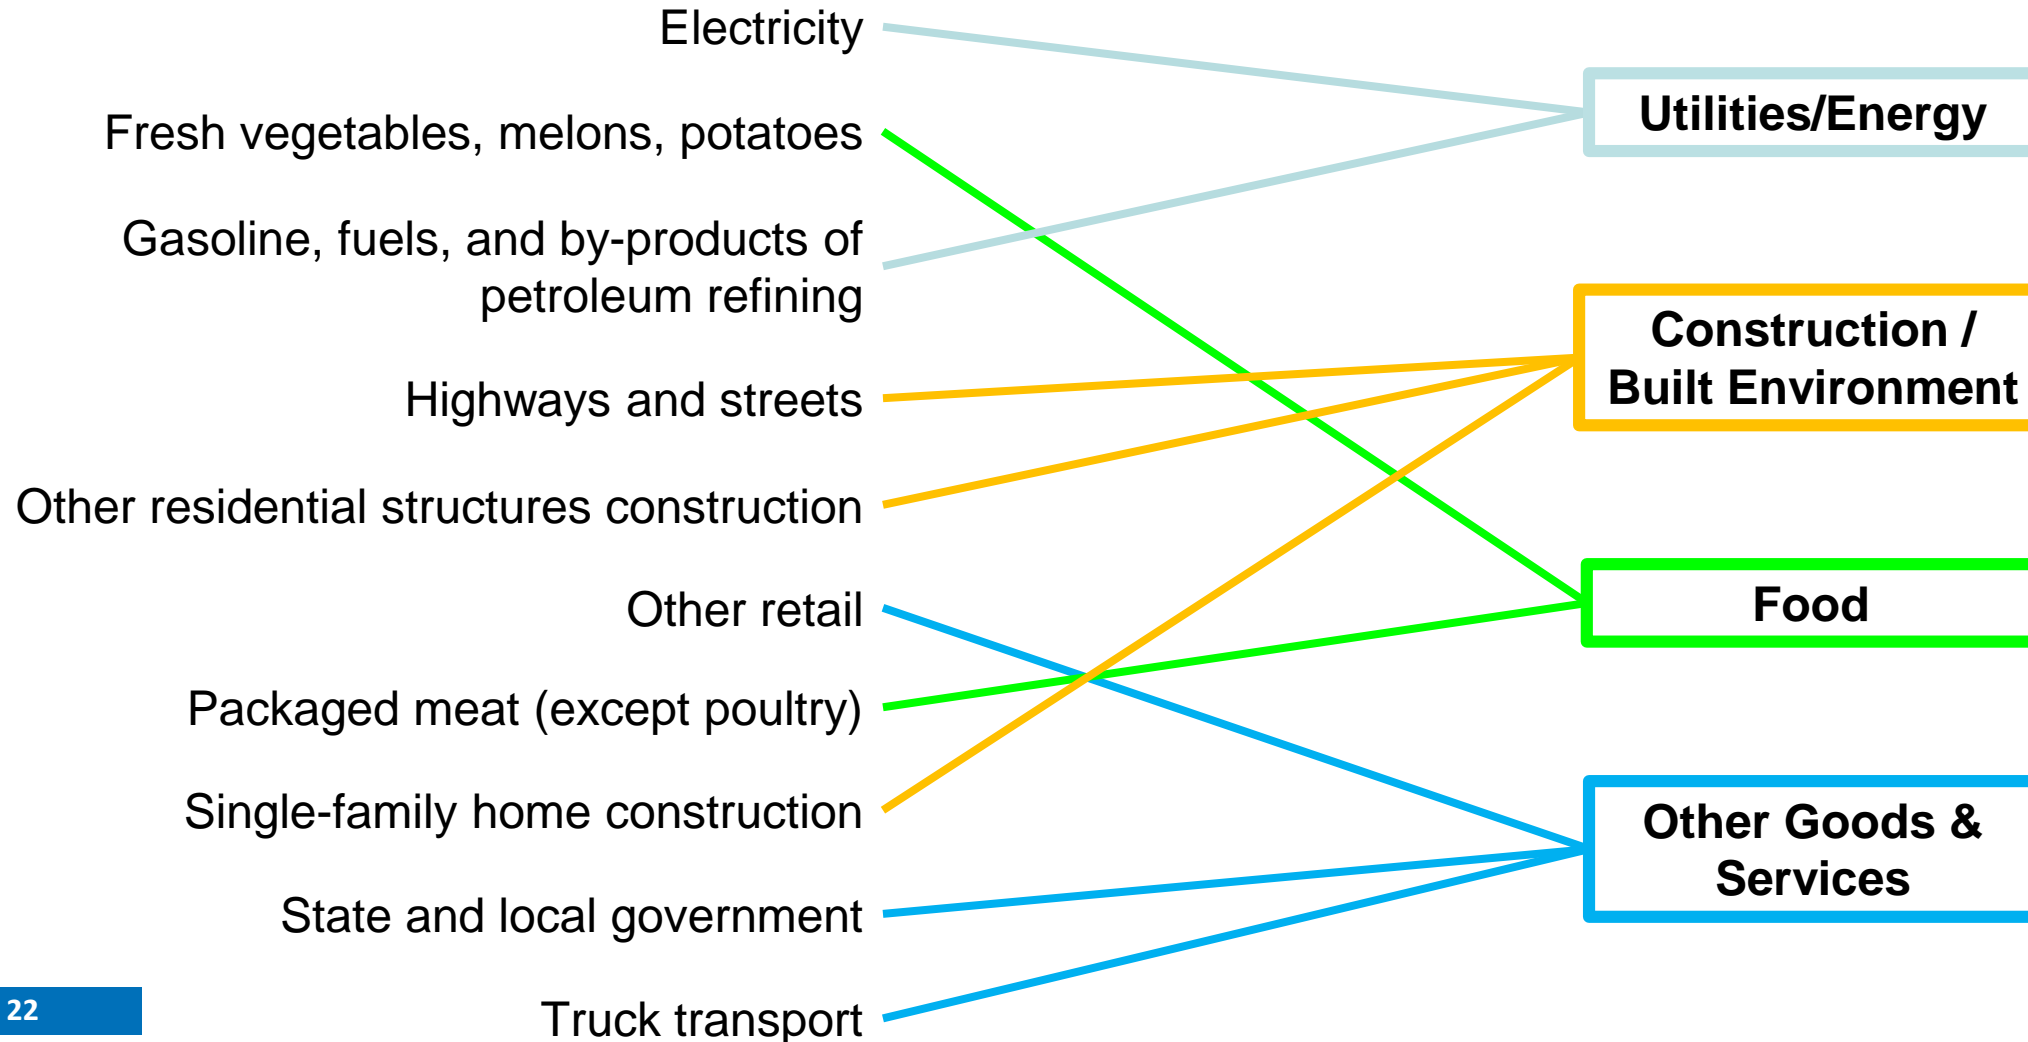 Electricity
Fresh vegetables, melons, potatoes
Gasoline, fuels, and by-products of
petroleum refining
Highways and streets
Other residential structures construction
Other retail
Packaged meat (except poultry)
Single-family home construction
State and local government
Truck transport
Utilities/Energy
Construction /
Built Environment
Food
Other Goods &
Services
22